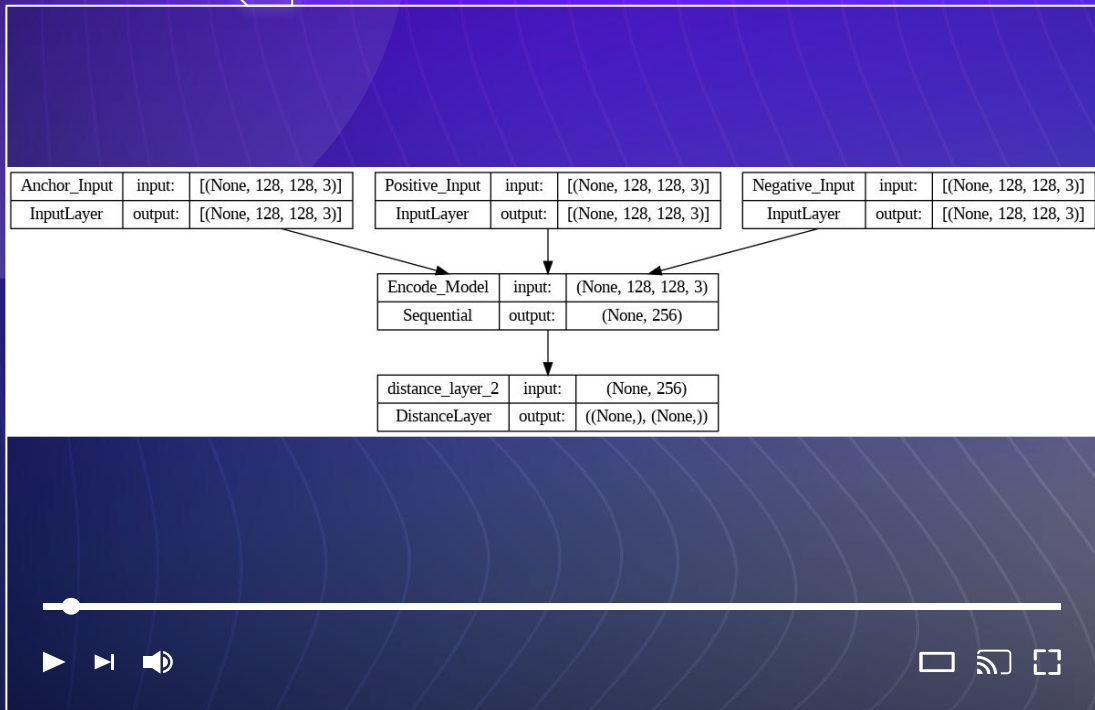 Anchor_Input input: [(None, 128, 128, 3)]
InputLayer output: [(None, 128, 128, 3)]
Positive_Input input: [(None, 128, 128, 3)]
InputLayer output: [(None, 128, 128, 3)]
Negative_Input input: [(None, 128, 128, 3)]
InputLayer output: [(None, 128, 128, 3)]
Encode_Model input: (None, 128, 128, 3)
Sequential output: (None, 256)
distance_layer_2 input: (None, 256)
DistanceLayer output: ((None,), (None,))